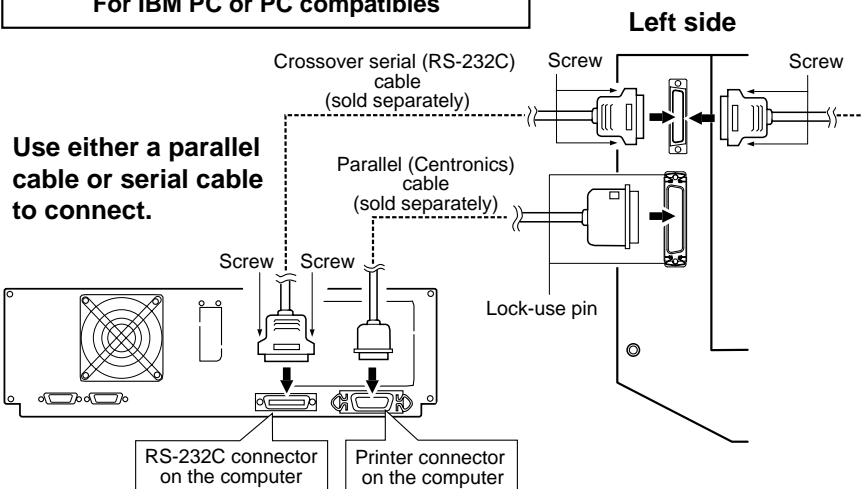 For IBM PC or PC compatibles
Left side
Crossover serial (RS-232C)
cable
(sold separately)
Screw
Screw
Use either a parallel
cable or serial cable
to connect.
Parallel (Centronics)
cable
(sold separately)
Screw
Screw
Lock-use pin
RS-232C connector
on the computer
Printer connector
on the computer